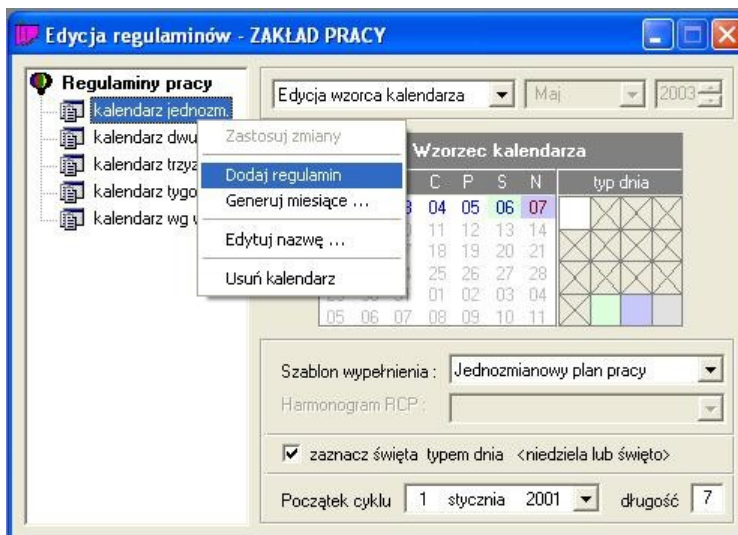 Edycja regulaminów - ZAKŁAD PRACY
Regulaminy pracy
kalendarz jednozm.
kalendarz dwu
kalendarz trzyz
kalendarz tygo
kalendarz wg
Zastosuj zmiany
Dodaj regulamin
Generuj miesiące ...
Edytuj nazwę ...
Usuń kalendarz
Edycja wzorca kalendarza
Maj
2003
Wzorzec kalendarza
C P S N typ dnia
04 05 06 07
11 12 13 14
18 19 20 21
25 26 27 28
01 02 03 04
05 06 07 08 09 10 11
Szablon wypełnienia : Jednozmianowy plan pracy
Harmonogram RCP :
zaznacz święta typem dnia <niedziela lub święto>
Początek cyklu 1 stycznia 2001 długość 7